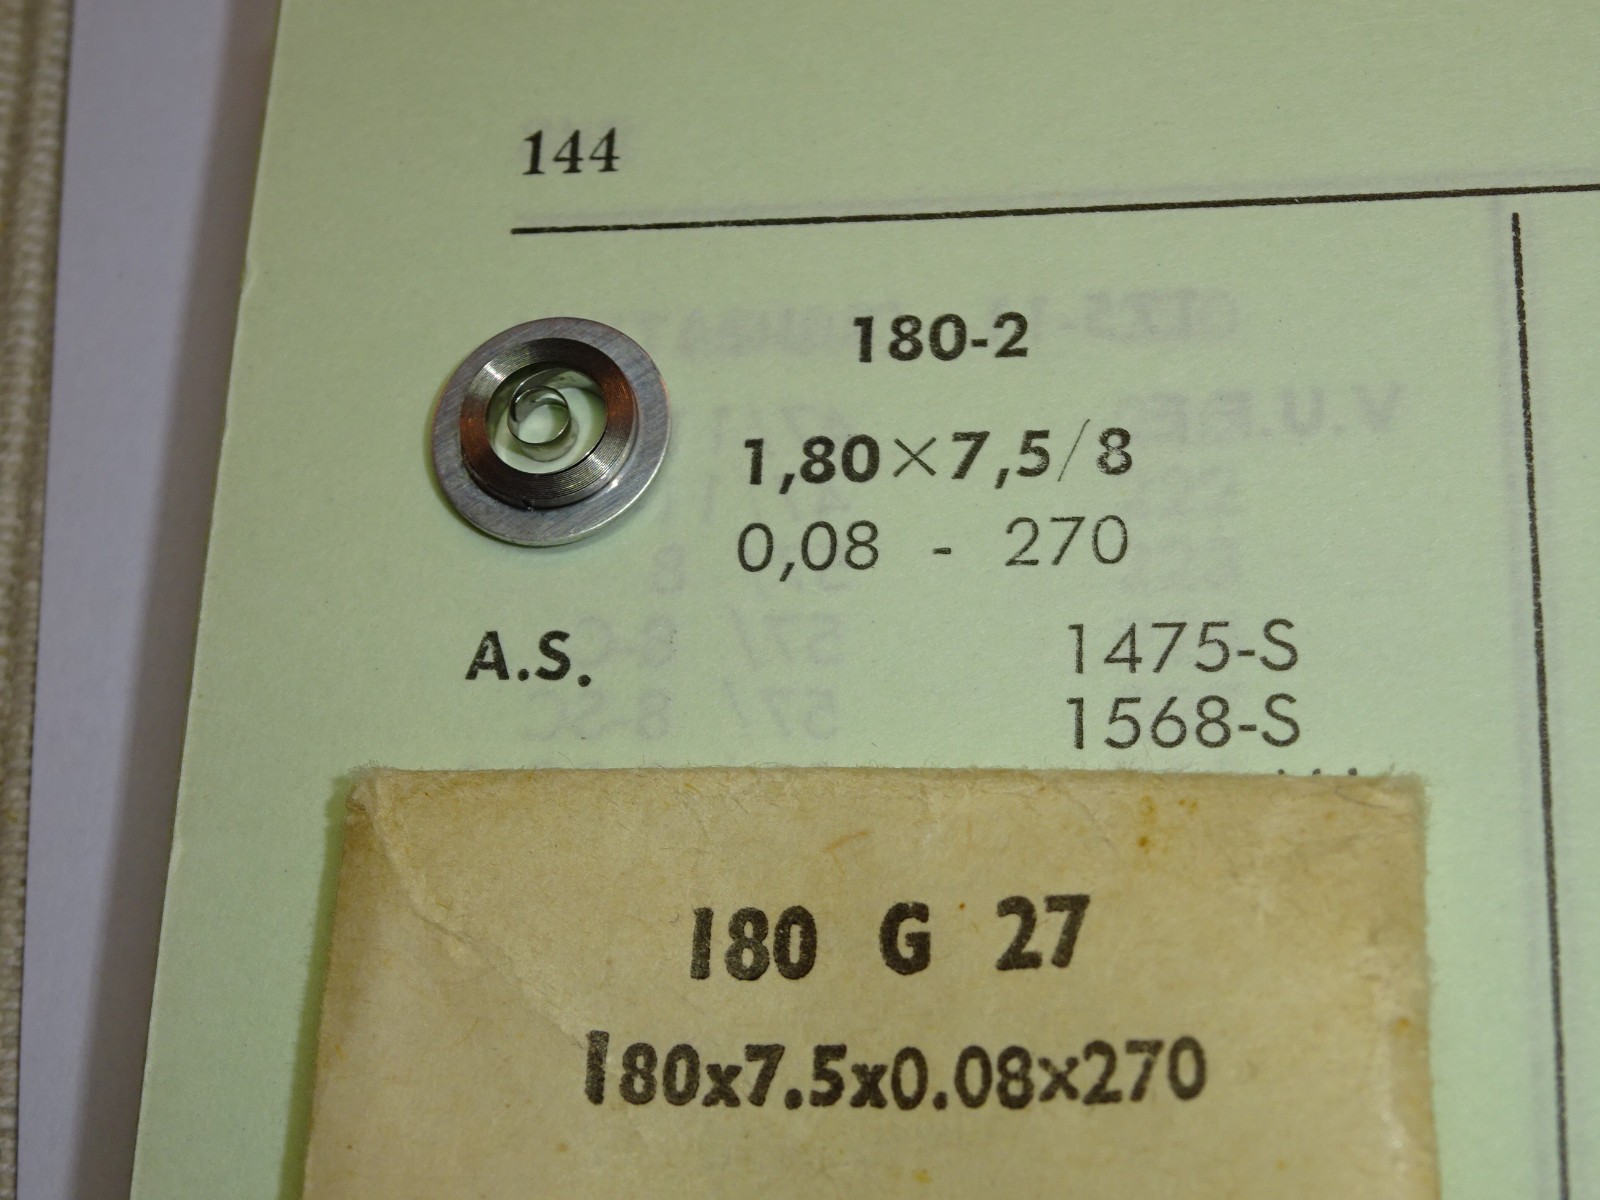 144
180-2
1,80×7,5/8
0,08 - 270
A.S. 1475-S
1568-S
180 G 27
180x7.5x0.08x270